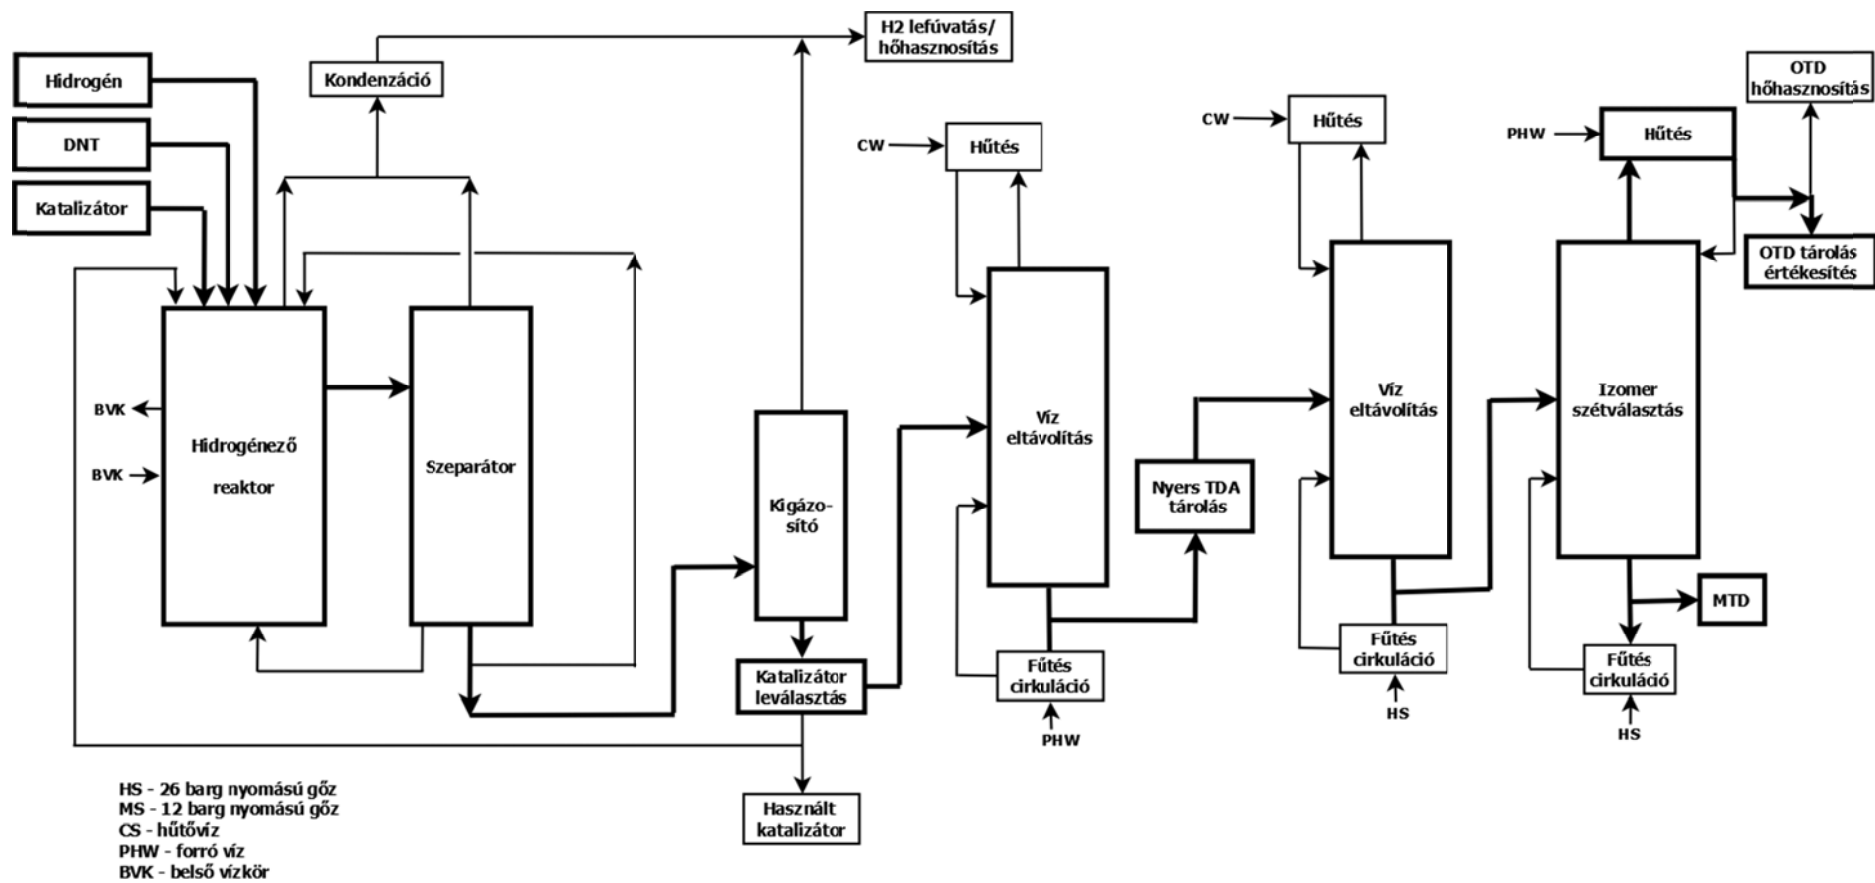 H2 lefúvatás/
hőhasznosítás
Hidrogén
Kondenzáció
OTD
hőhasznosítás
DNT
CW
Hűtés
CW
Hűtés
PHW
Hűtés
Katalizátor
OTD tárolás
értékesítés
BVK
BVK
Hidrogénező
reaktor
Szeparátor
Kigázo-
sító
Víz
eltávolítás
Nyers TDA
tárolás
Víz
eltávolítás
Izomer
szétválasztás
MTD
Katalizátor
leválasztás
Fűtés
cirkuláció
PHW
Fűtés
cirkuláció
HS
Fűtés
cirkuláció
HS
Használt
katalizátor
HS - 26 barg nyomású gőz
MS - 12 barg nyomású gőz
CS - hűtővíz
PHW - forró víz
BVK - belső vízkör